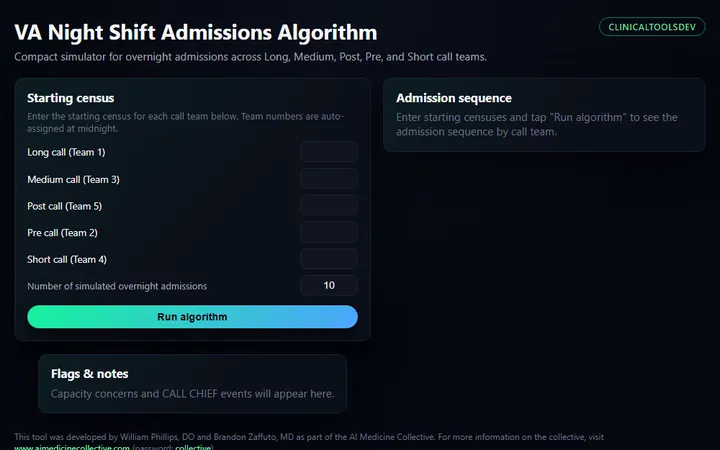 VA Night Shift Admissions Algorithm
CLINICALTOOLSDEV
Compact simulator for overnight admissions across Long, Medium, Post, Pre, and Short call teams.
Starting census
Enter the starting census for each call team below. Team numbers are auto-
assigned at midnight.
Long call (Team 1)
Medium call (Team 3)
Post call (Team 5)
Pre call (Team 2)
Short call (Team 4)
Number of simulated overnight admissions
10
Run algorithm
Admission sequence
Enter starting censuses and tap "Run algorithm" to see the
admission sequence by call team.
Flags & notes
Capacity concerns and CALL CHIEF events will appear here.
This tool was developed by William Phillips, DO and Brandon Zaffuto, MD as part of the AI Medicine Collective. For more information on the collective, visit
www.aimedicinecollective.com (password: collective)